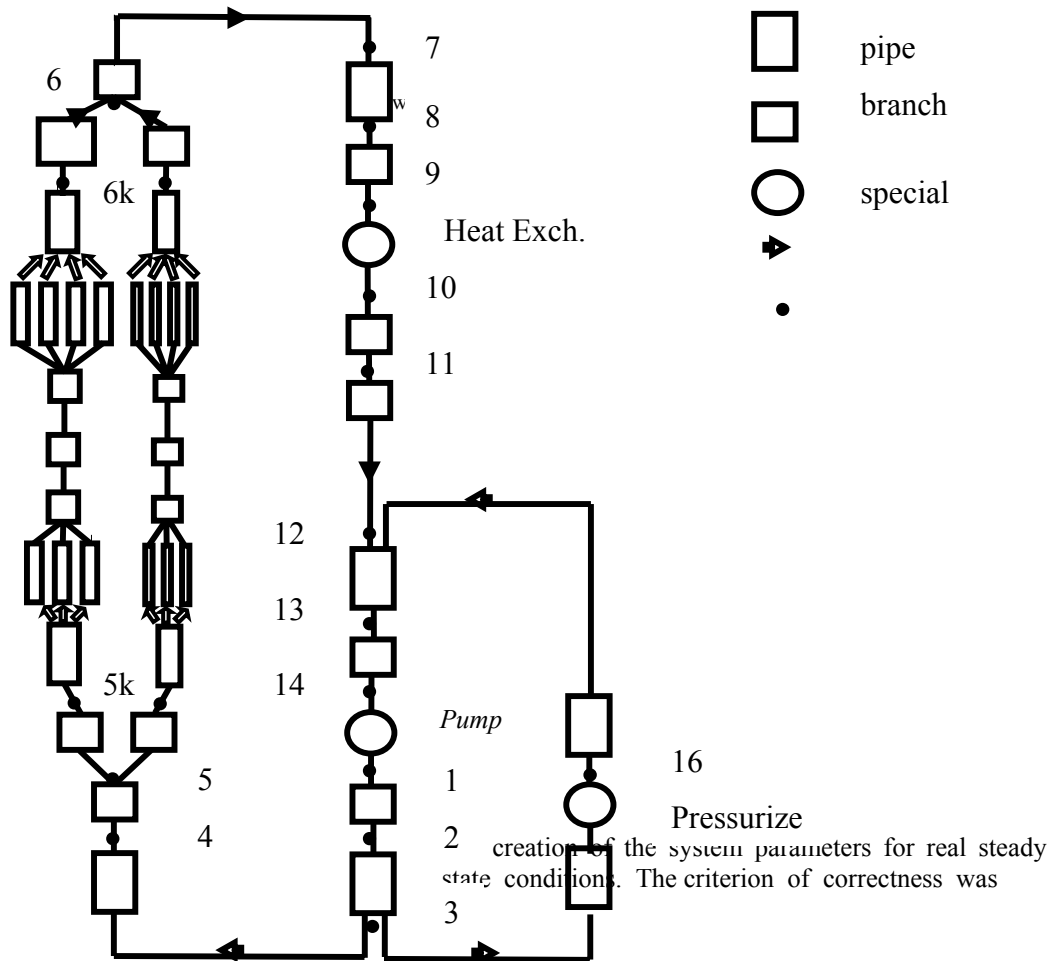 7
pipe
6
w
8
branch
9
6k
special
Heat Exch.
10
11
12
13
5k
14
Pump
16
5
1
Pressurize
4
2
creation of the system parameters for real steady
state conditions. The criterion of correctness was
3